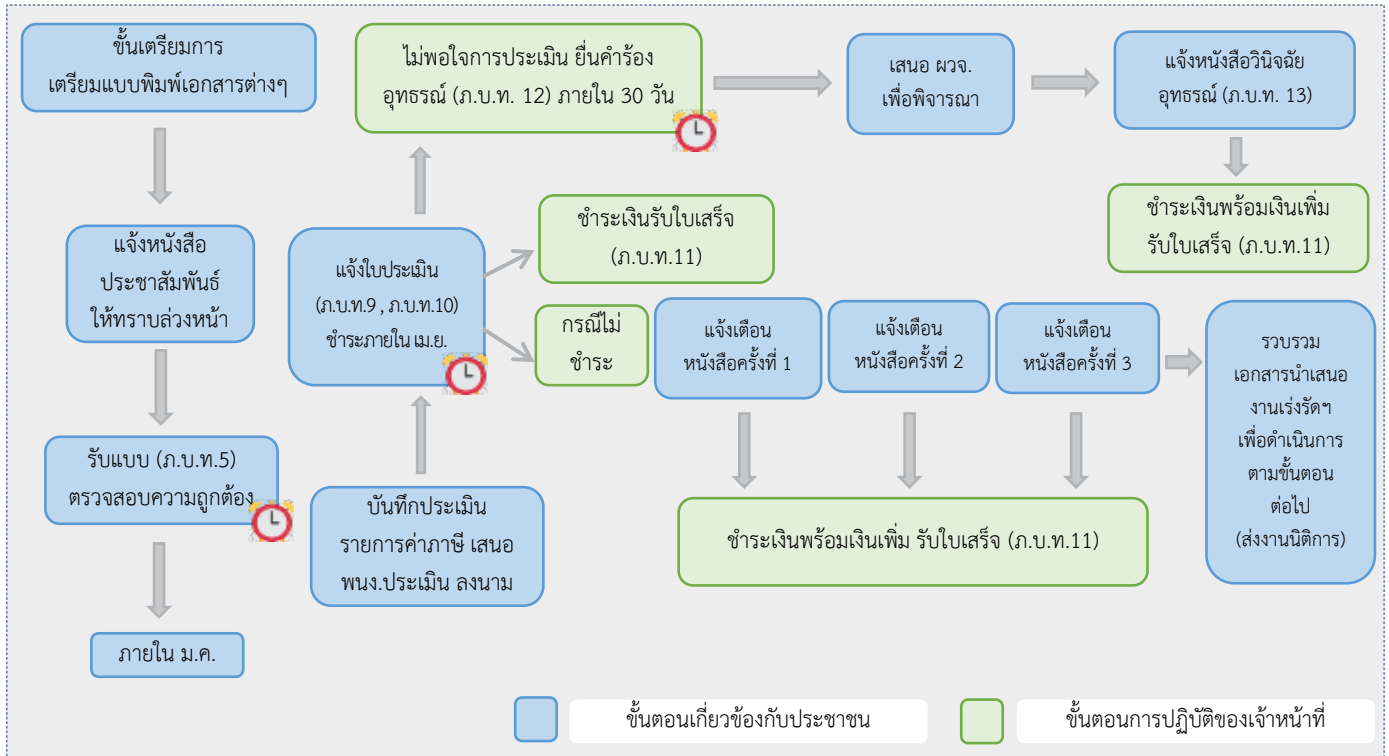 ขั้นเตรียมการ
เตรียมแบบพิมพ์เอกสารต่างๆ
แจ้งหนังสือ
ประชาสัมพันธ์
ให้ทราบล่วงหน้า
รับแบบ (ภ.บ.ท.5)
ตรวจสอบความถูกต้อง
ภายใน ม.ค.
บันทึกประเมิน
รายการค่าภาษี เสนอ
พนง.ประเมิน ลงนาม
แจ้งใบประเมิน
(ภ.บ.ท.9 , ภ.บ.ท.10)
ชำระภายใน เม.ย.
ไม่พอใจการประเมิน ยื่นคำร้อง
อุทธรณ์ (ภ.บ.ท. 12) ภายใน 30 วัน
เสนอ ผวจ.
เพื่อพิจารณา
แจ้งหนังสือวินิจฉัย
อุทธรณ์ (ภ.บ.ท. 13)
ชำระเงินพร้อมเงินเพิ่ม
รับใบเสร็จ (ภ.บ.ท.11)
ชำระเงินรับใบเสร็จ
(ภ.บ.ท.11)
กรณีไม่
ชำระ
แจ้งเตือน
หนังสือครั้งที่ 1
แจ้งเตือน
หนังสือครั้งที่ 2
แจ้งเตือน
หนังสือครั้งที่ 3
รวบรวม
เอกสารนำเสนอ
งานเร่งรัดฯ
เพื่อดำเนินการ
ตามขั้นตอน
ต่อไป
(ส่งงานนิติการ)
ชำระเงินพร้อมเงินเพิ่ม รับใบเสร็จ (ภ.บ.ท.11)
ขั้นตอนเกี่ยวข้องกับประชาชน
ขั้นตอนการปฏิบัติของเจ้าหน้าที่